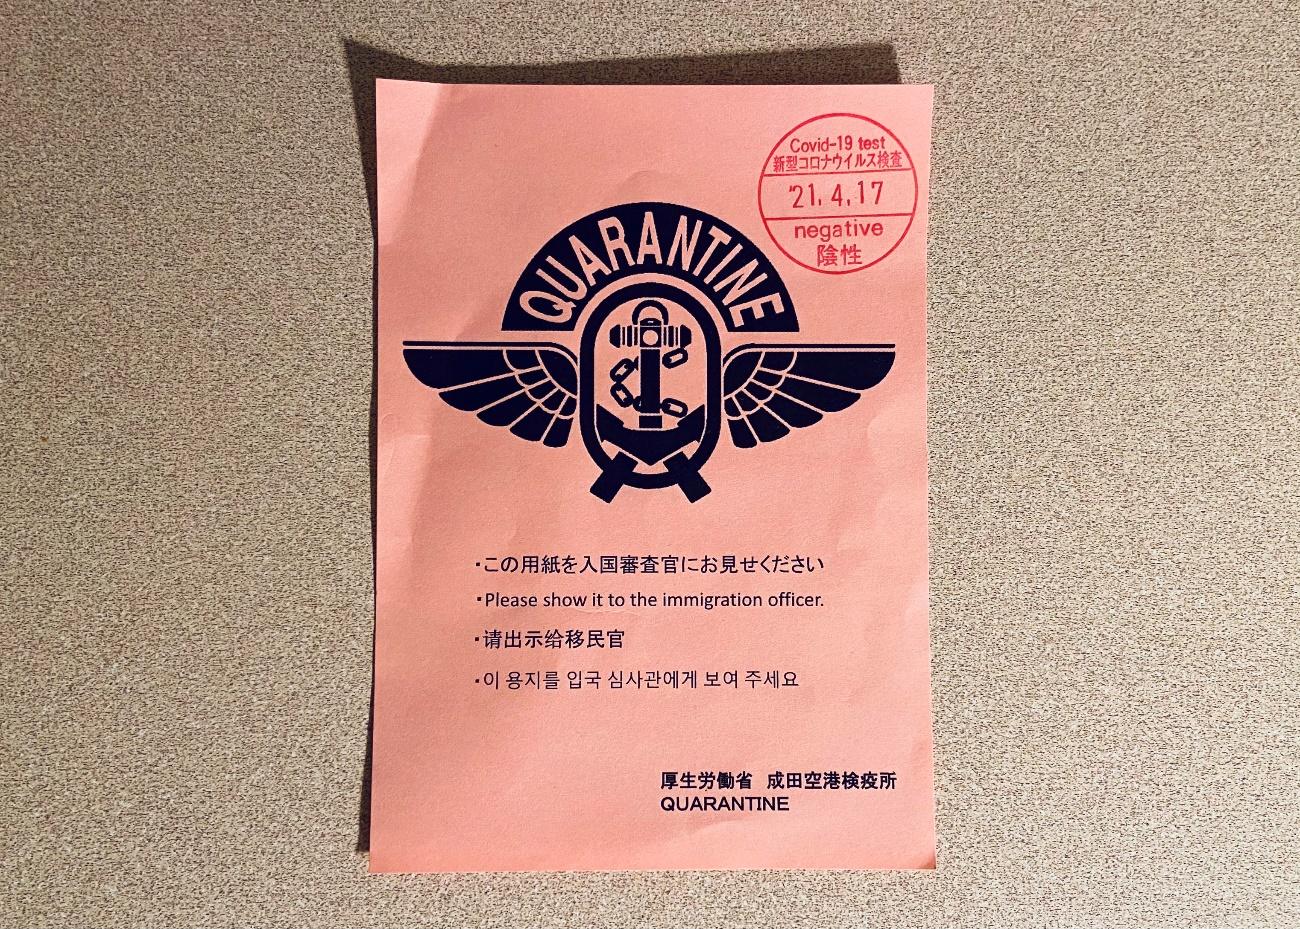 Covid-19 test
新型コロナウイルス検査
'21. 4. 17
negative
陰性
QUARANTINE
・この用紙を入国審査官にお見せください
・Please show it to the immigration officer.
・请出示给移民官
・이 용지를 입국 심사관에게 보여 주세요
厚生労働省 成田空港検疫所
QUARANTINE